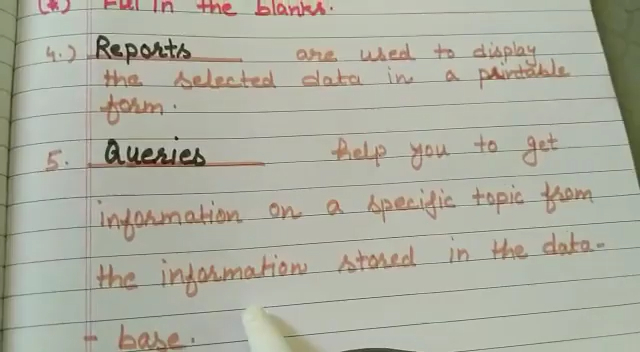 (*) Fill in the blanks.
4.) Reports are used to display
the selected data in a printable
form.
5. Queries help you to get
information on a specific topic from
the information stored in the data-
- base.